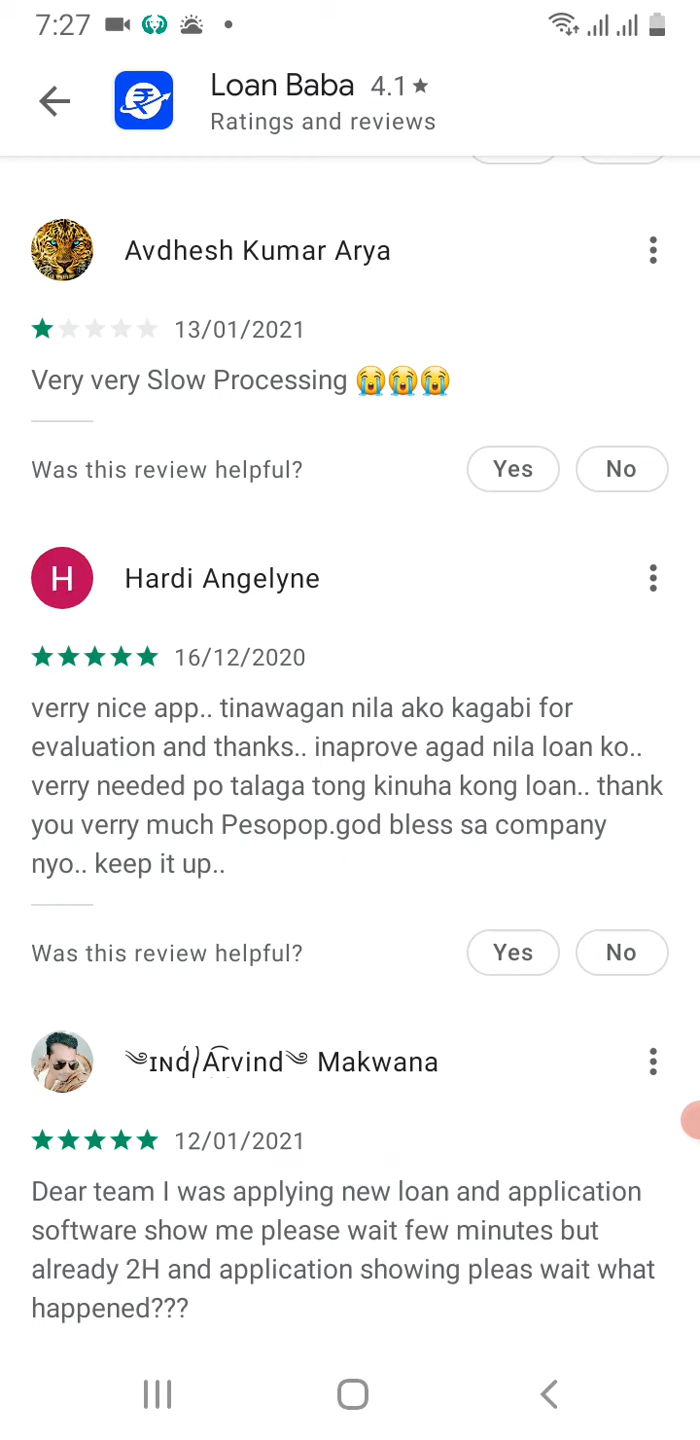 7:27
Loan Baba 4.1★
Ratings and reviews
Avdhesh Kumar Arya
13/01/2021
Very very Slow Processing 😭😭😭
Was this review helpful? Yes No
H Hardi Angelyne
16/12/2020
verry nice app.. tinawagan nila ako kagabi for
evaluation and thanks.. inaprove agad nila loan ko..
verry needed po talaga tong kinuha kong loan.. thank
you verry much Pesopop.god bless sa company
nyo.. keep it up..
Was this review helpful? Yes No
༄ɪɴd꙰᭄Ar͡vind༄ Makwana
12/01/2021
Dear team I was applying new loan and application
software show me please wait few minutes but
already 2H and application showing pleas wait what
happened???